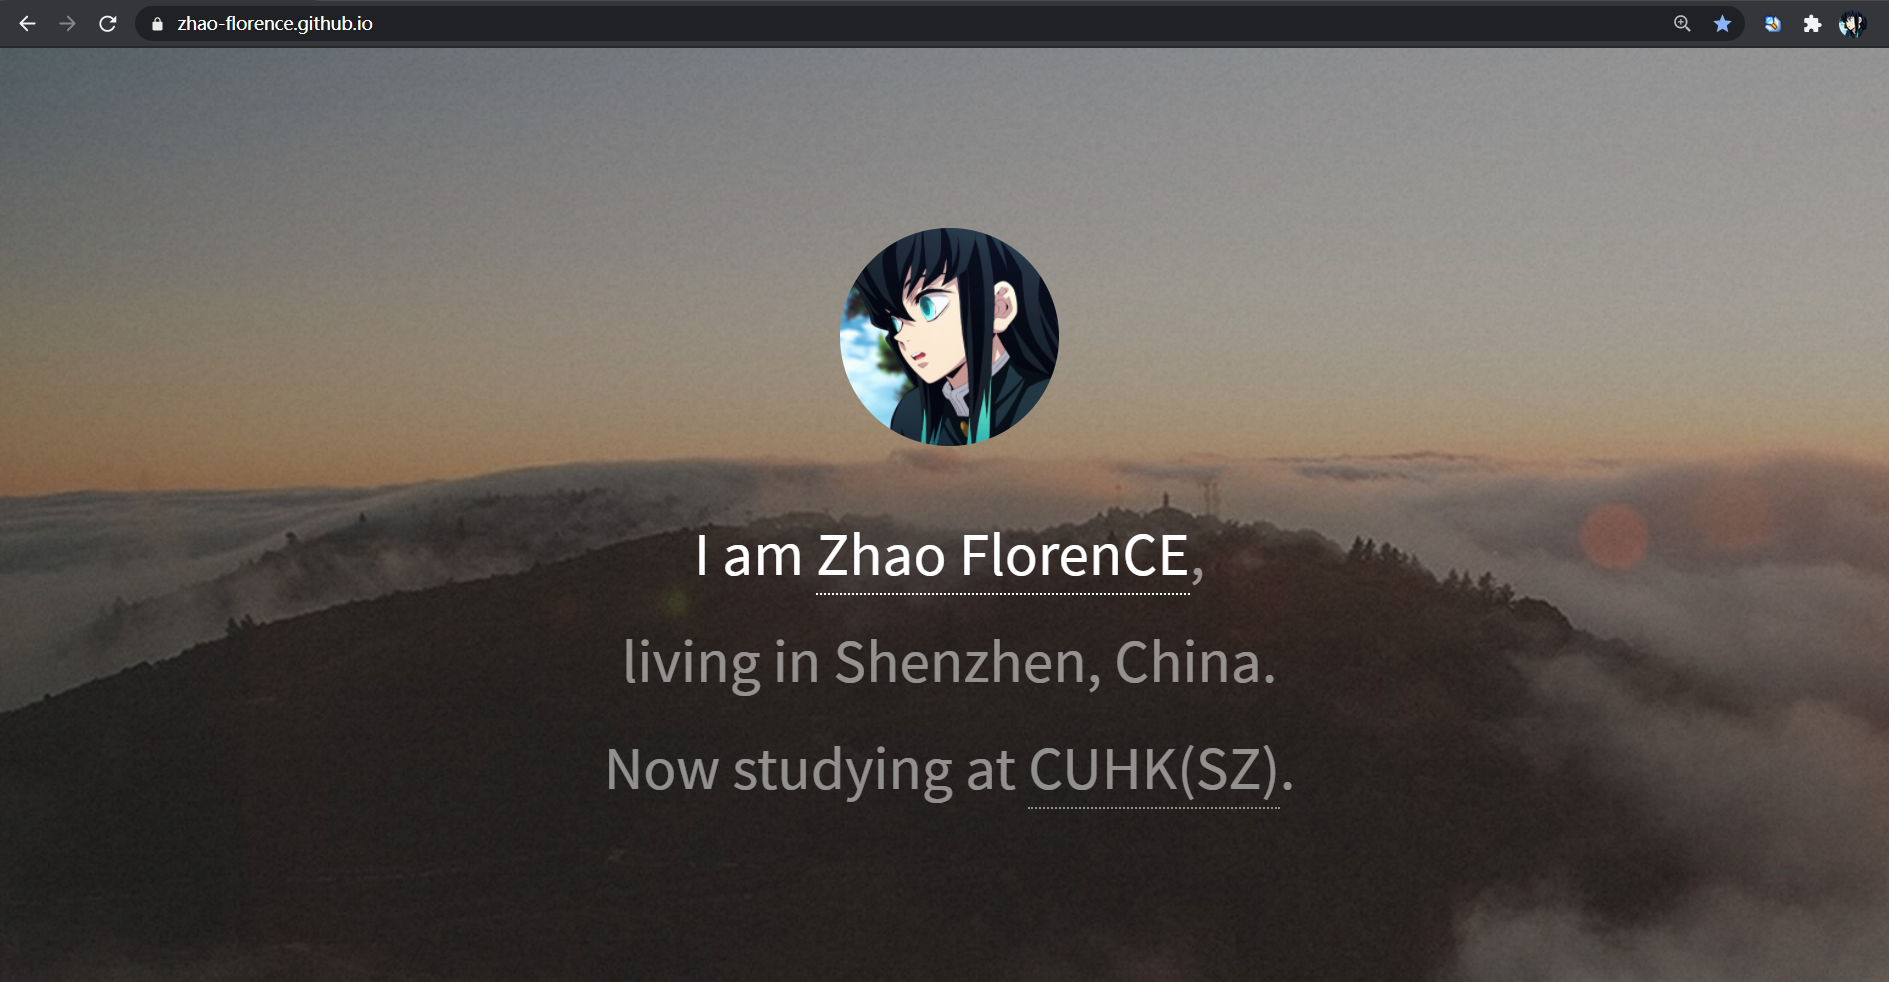 zhao-florence.github.io
I am Zhao FlorenCE,
living in Shenzhen, China.
Now studying at CUHK(SZ).